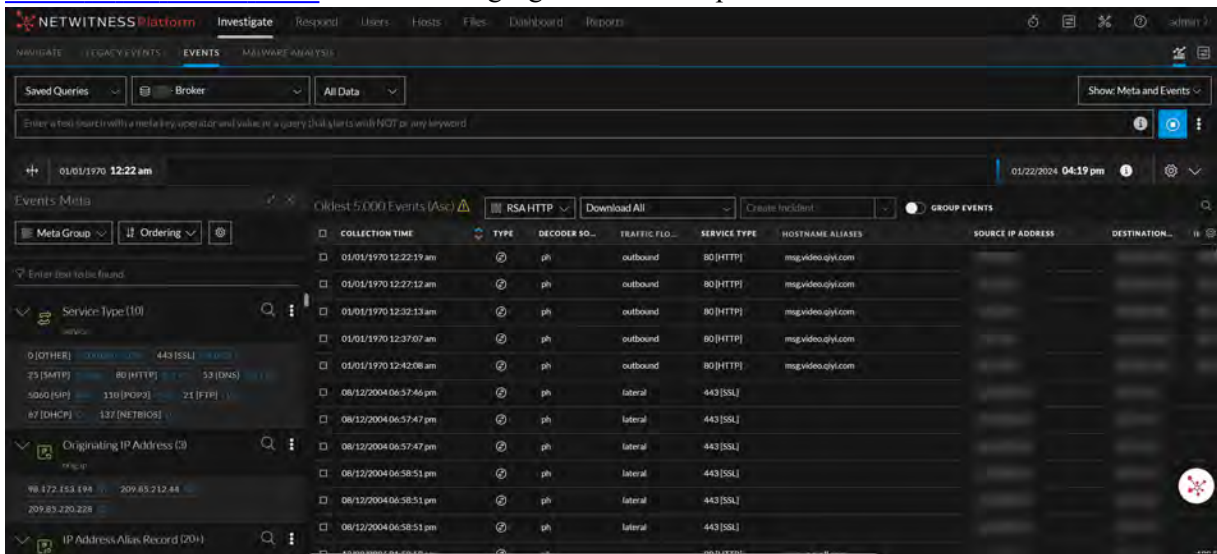 NETWITNESS Platform Investigate Respond Users Hosts Files Dashboard Reports admin
NAVIGATE LEGACY EVENTS EVENTS MALWARE ANALYSIS
Saved Queries - Broker All Data Show: Meta and Events
Enter a text search with a meta key, operator and value, or a query that starts with NOT or any keyword
01/01/1970 12:22 am 01/22/2024 04:19 pm
Events Meta Oldest 5,000 Events (Asc) RSA HTTP Download All Create Incident GROUP EVENTS
Meta Group Ordering COLLECTION TIME TYPE DECODER SO... TRAFFIC FLO... SERVICE TYPE HOSTNAME ALIASES SOURCE IP ADDRESS DESTINATION...
01/01/1970 12:22:19 am ph outbound 80 [HTTP] msg.video.qiyi.com
Enter text to be found
01/01/1970 12:27:12 am ph outbound 80 [HTTP] msg.video.qiyi.com
Service Type (10) 01/01/1970 12:32:13 am ph outbound 80 [HTTP] msg.video.qiyi.com
service
01/01/1970 12:37:07 am ph outbound 80 [HTTP] msg.video.qiyi.com
0 [OTHER] 443 [SSL]
25 [SMTP] 80 [HTTP] 53 [DNS] 01/01/1970 12:42:08 am ph outbound 80 [HTTP] msg.video.qiyi.com
5060 [SIP] 110 [POP3] 21 [FTP] 08/12/2004 06:57:46 pm ph lateral 443 [SSL]
67 [DHCP] 137 [NETBIOS] 08/12/2004 06:57:47 pm ph lateral 443 [SSL]
Originating IP Address (3) 08/12/2004 06:57:47 pm ph lateral 443 [SSL]
orig_ip 08/12/2004 06:58:51 pm ph lateral 443 [SSL]
98.172.153.194 209.85.212.44
209.85.220.228 08/12/2004 06:58:51 pm ph lateral 443 [SSL]
IP Address Alias Record (20+) 08/12/2004 06:58:51 pm ph lateral 443 [SSL]